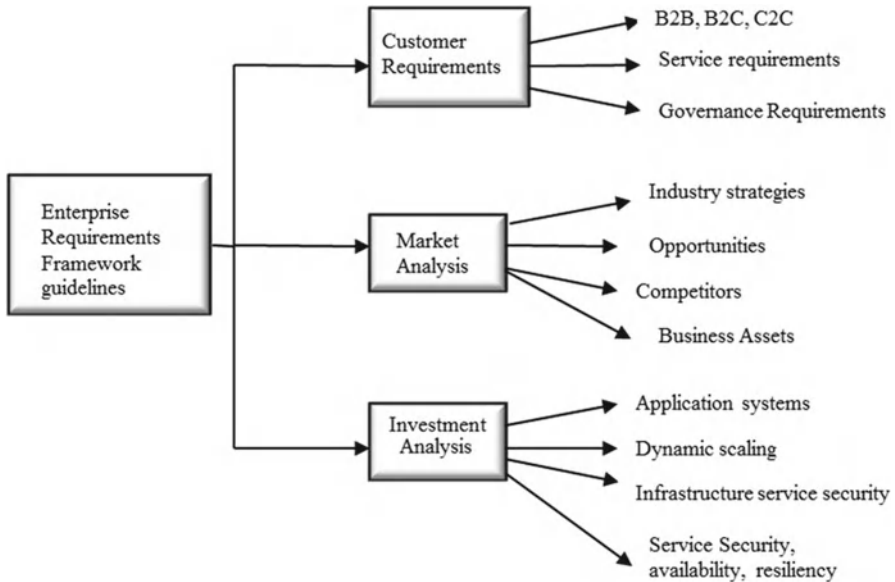 Enterprise
Requirements
Framework
guidelines
Customer
Requirements
B2B, B2C, C2C
Service requirements
Governance Requirements
Market
Analysis
Industry strategies
Opportunities
Competitors
Business Assets
Investment
Analysis
Application systems
Dynamic scaling
Infrastructure service security
Service Security,
availability, resiliency